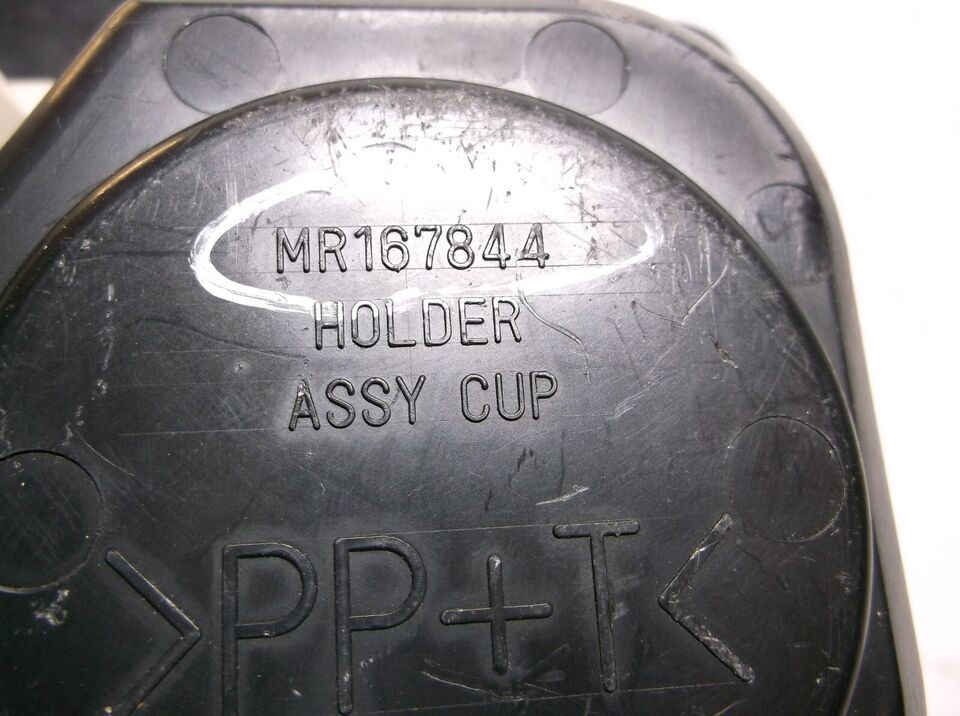 MR167844
HOLDER
ASSY CUP
>PP+T<